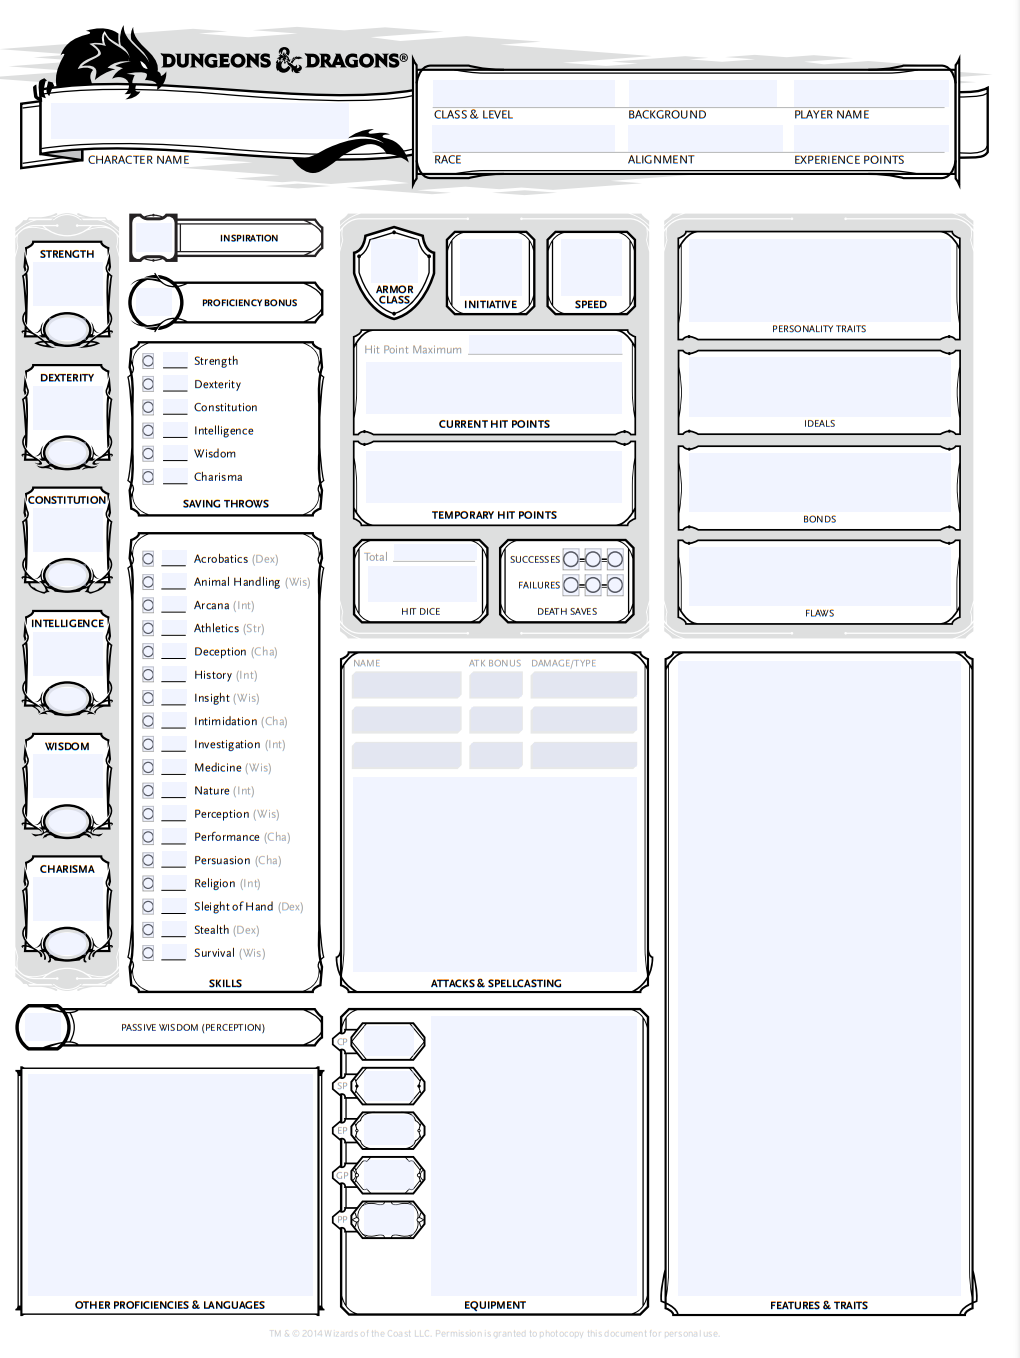 DUNGEONS & DRAGONS®
CHARACTER NAME
CLASS & LEVEL
BACKGROUND
PLAYER NAME
RACE
ALIGNMENT
EXPERIENCE POINTS
STRENGTH
DEXTERITY
CONSTITUTION
INTELLIGENCE
WISDOM
CHARISMA
INSPIRATION
PROFICIENCY BONUS
Strength
Dexterity
Constitution
Intelligence
Wisdom
Charisma
SAVING THROWS
Acrobatics (Dex)
Animal Handling (Wis)
Arcana (Int)
Athletics (Str)
Deception (Cha)
History (Int)
Insight (Wis)
Intimidation (Cha)
Investigation (Int)
Medicine (Wis)
Nature (Int)
Perception (Wis)
Performance (Cha)
Persuasion (Cha)
Religion (Int)
Sleight of Hand (Dex)
Stealth (Dex)
Survival (Wis)
SKILLS
PASSIVE WISDOM (PERCEPTION)
OTHER PROFICIENCIES & LANGUAGES
ARMOR
CLASS
INITIATIVE
SPEED
Hit Point Maximum
CURRENT HIT POINTS
TEMPORARY HIT POINTS
Total
HIT DICE
SUCCESSES
FAILURES
DEATH SAVES
NAME
ATK BONUS
DAMAGE/TYPE
ATTACKS & SPELLCASTING
CP
SP
EP
GP
PP
EQUIPMENT
PERSONALITY TRAITS
IDEALS
BONDS
FLAWS
FEATURES & TRAITS
TM & © 2014 Wizards of the Coast LLC. Permission is granted to photocopy this document for personal use.